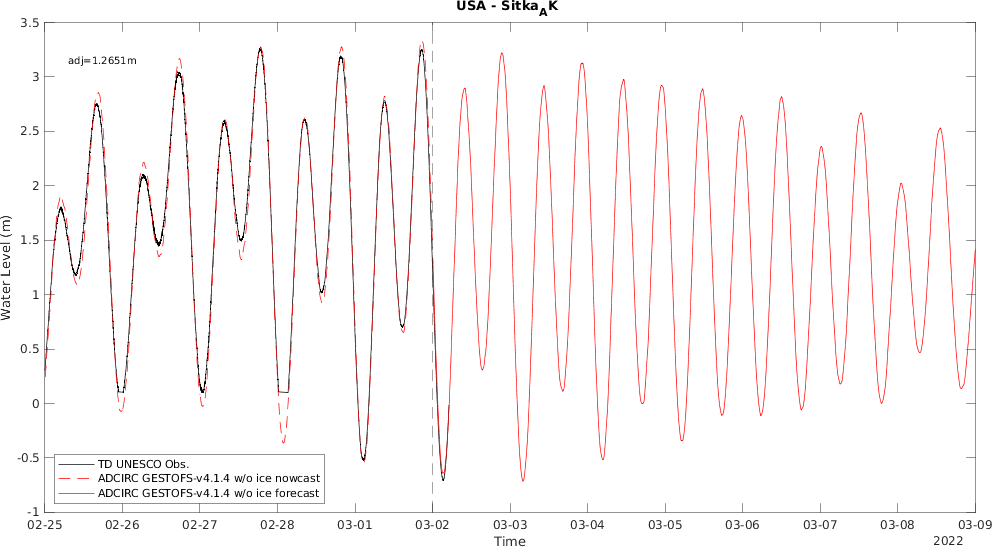 USA - Sitka_AK
3.5
3
2.5
2
1.5
1
0.5
0
-0.5
-1
adj=1.2651m
Water Level (m)
TD UNESCO Obs.
ADCIRC GESTOFS-v4.1.4 w/o ice nowcast
ADCIRC GESTOFS-v4.1.4 w/o ice forecast
02-25 02-26 02-27 02-28 03-01 03-02 03-03 03-04 03-05 03-06 03-07 03-08 03-09
Time
2022